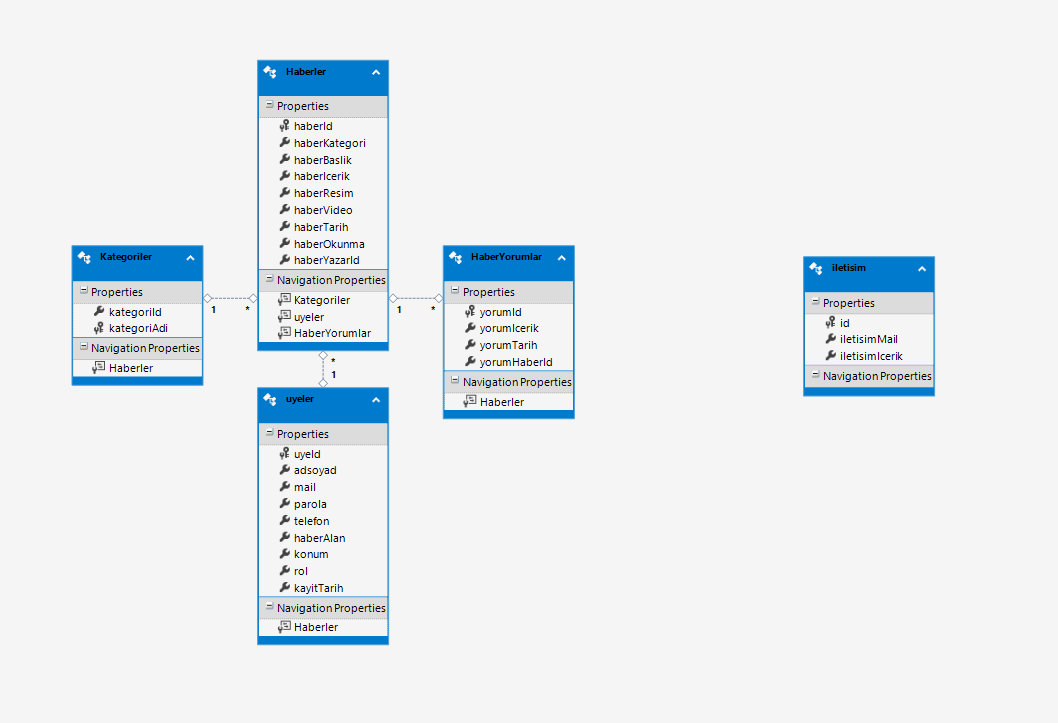 Haberler
Properties
haberId
haberKategori
haberBaslik
haberIcerik
haberResim
haberVideo
haberTarih
haberOkunma
haberYazarId
Navigation Properties
Kategoriler
uyeler
HaberYorumlar
Kategoriler
Properties
kategoriId
kategoriAdi
Navigation Properties
Haberler
1
*
1
*
HaberYorumlar
Properties
yorumId
yorumIcerik
yorumTarih
yorumHaberId
Navigation Properties
Haberler
iletisim
Properties
id
iletisimMail
iletisimIcerik
Navigation Properties
*
1
uyeler
Properties
uyeId
adsoyad
mail
parola
telefon
haberAlan
konum
rol
kayitTarih
Navigation Properties
Haberler